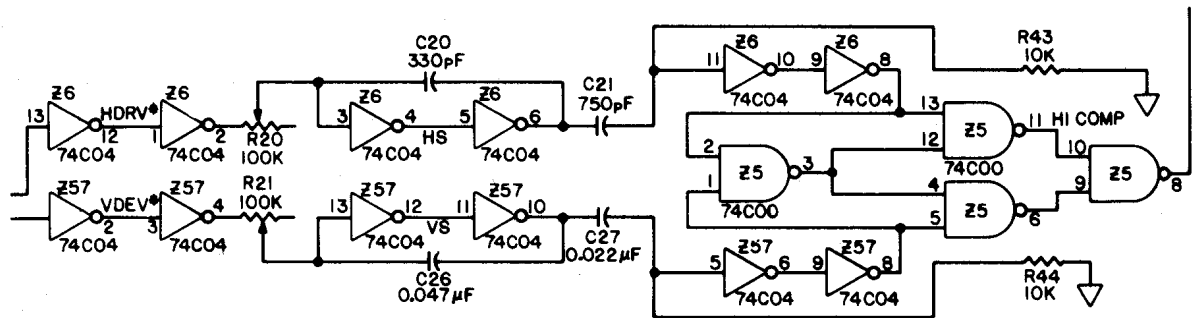 C20
330pF
Z6
Z6
R43
10K
11
10
9
8
Z6
HDRV*
Z6
Z6
Z6
C21
750pF
74C04
74C04
13
12
1
2
3
4
5
6
13
11
HI COMP
74C04
74C04
R20
100K
74C04
HS
74C04
2
3
12
Z5
74C00
10
Z5
8
Z57
VDEV*
Z57
R21
100K
Z57
Z57
1
Z5
74C00
4
9
2
3
4
13
12
11
10
5
Z5
6
74C04
74C04
74C04
VS
74C04
C27
0.022µF
Z57
Z57
C26
0.047µF
5
6
9
8
74C04
74C04
R44
10K